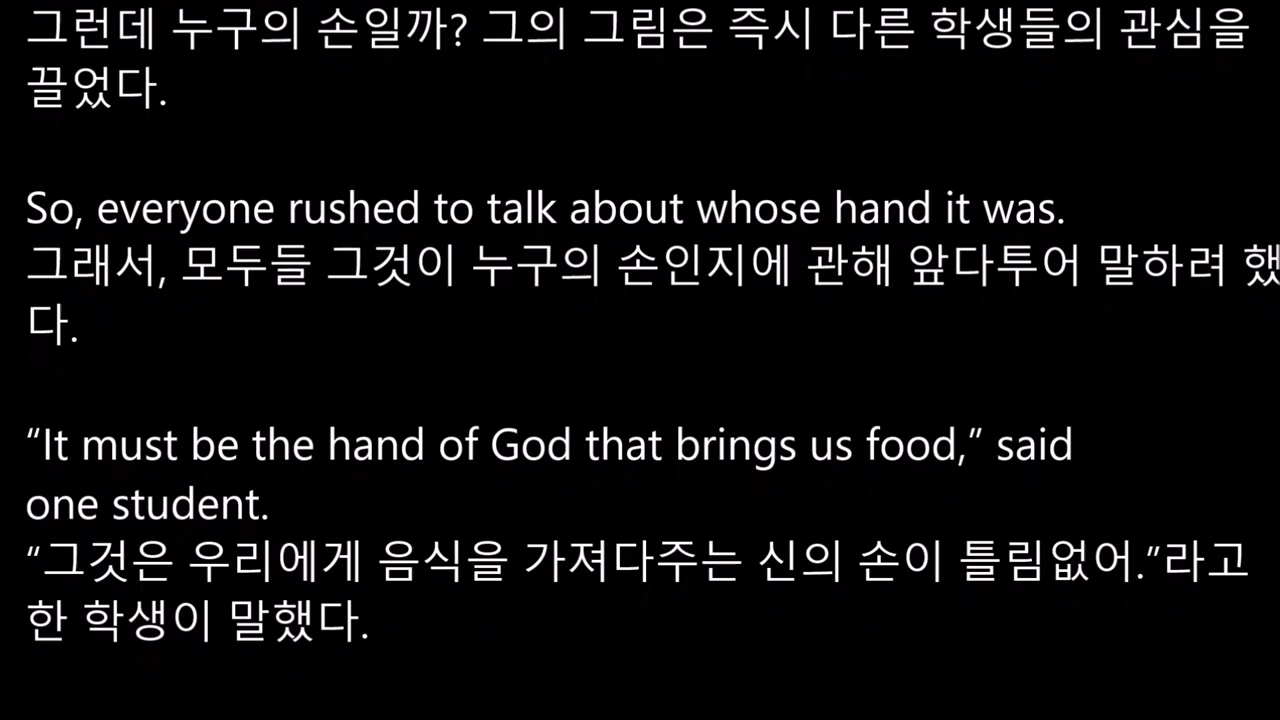 그런데 누구의 손일까? 그의 그림은 즉시 다른 학생들의 관심을
끌었다.
So, everyone rushed to talk about whose hand it was.
그래서, 모두들 그것이 누구의 손인지에 관해 앞다투어 말하려 했
다.
“It must be the hand of God that brings us food,” said
one student.
“그것은 우리에게 음식을 가져다주는 신의 손이 틀림없어.”라고
한 학생이 말했다.